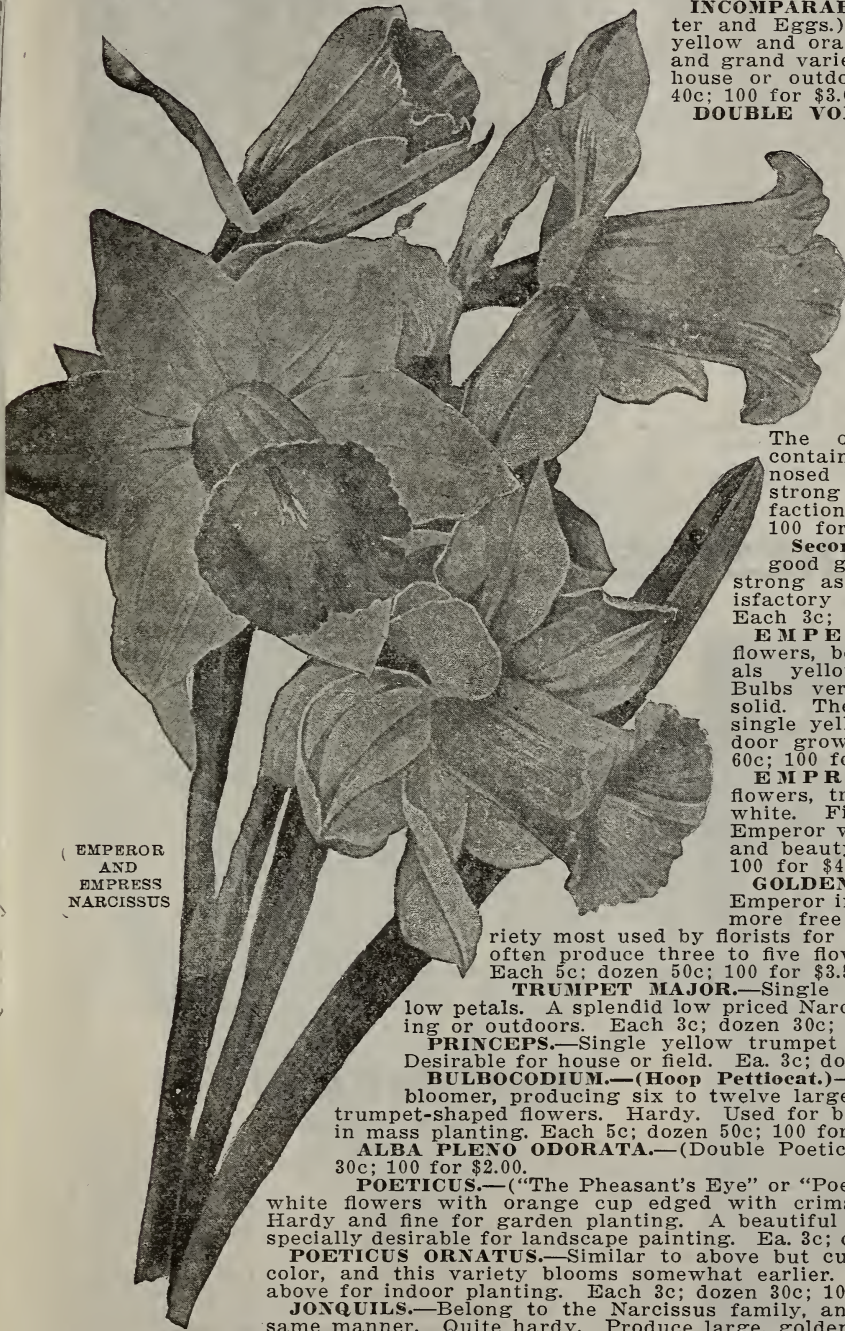 INCOMPARAB
ter and Eggs.)
yellow and ora
and grand varie
house or outdo
40c; 100 for $3.
DOUBLE VO
The
contain
nosed
strong
faction
100 for
Secon
good g
strong as
isfactory
Each 3c;
EMPE
flowers, b
als yello
Bulbs ver
solid. The
single yel
door grow
60c; 100 f
EMPR
flowers, tr
white. Fi
Emperor v
and beaut
100 for $4
GOLDEN
Emperor i
more free
EMPEROR
AND
EMPRESS
NARCISSUS
riety most used by florists for
often produce three to five flow
Each 5c; dozen 50c; 100 for $3.
TRUMPET MAJOR.—Single
low petals. A splendid low priced Narc
ing or outdoors. Each 3c; dozen 30c;
PRINCEPS.—Single yellow trumpet
Desirable for house or field. Ea. 3c; do
BULBOCODIUM.—(Hoop Pettiocat.)—
bloomer, producing six to twelve large
trumpet-shaped flowers. Hardy. Used for b
in mass planting. Each 5c; dozen 50c; 100 for
ALBA PLENO ODORATA.—(Double Poetic
30c; 100 for $2.00.
POETICUS.—("The Pheasant's Eye" or "Poe
white flowers with orange cup edged with crims
Hardy and fine for garden planting. A beautiful
specially desirable for landscape painting. Ea. 3c;
POETICUS ORNATUS.—Similar to above but cu
color, and this variety blooms somewhat earlier.
above for indoor planting. Each 3c; dozen 30c; 10
JONQUILS.—Belong to the Narcissus family, an
same manner. Quite hardy. Produce large, golden